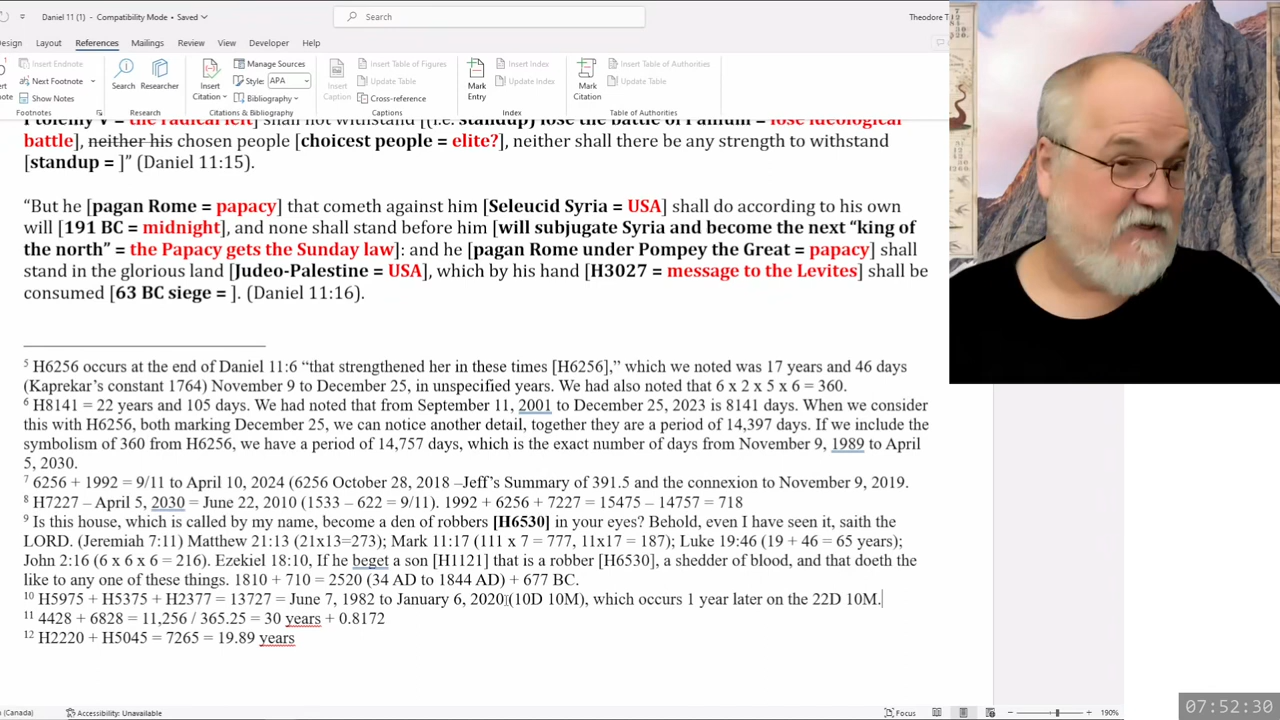 Daniel 11 (1) - Compatibility Mode • Saved
Search
Theodore T
esign Layout References Mailings Review View Developer Help
Insert Endnote
Next Footnote
Show Notes
Footnotes
Search
Researcher
Research
Insert Citation
Manage Sources
Style: APA
Bibliography
Citations & Bibliography
Insert Caption
Insert Table of Figures
Update Table
Cross-reference
Captions
Mark Entry
Insert Index
Update Index
Index
Mark Citation
Insert Table of Authorities
Update Table
Table of Authorities
Ptolemy V = the radical left] shall not withstand [(i.e. standup) lose the battle of Panium = lose ideological
battle], neither his chosen people [choicest people = elite?], neither shall there be any strength to withstand
[standup = ]” (Daniel 11:15).
“But he [pagan Rome = papacy] that cometh against him [Seleucid Syria = USA] shall do according to his own
will [191 BC = midnight], and none shall stand before him [will subjugate Syria and become the next “king of
the north” = the Papacy gets the Sunday law]: and he [pagan Rome under Pompey the Great = papacy] shall
stand in the glorious land [Judeo-Palestine = USA], which by his hand [H3027 = message to the Levites] shall be
consumed [63 BC siege = ]. (Daniel 11:16).
5 H6256 occurs at the end of Daniel 11:6 “that strengthened her in these times [H6256],” which we noted was 17 years and 46 days
(Kaprekar’s constant 1764) November 9 to December 25, in unspecified years. We had also noted that 6 x 2 x 5 x 6 = 360.
6 H8141 = 22 years and 105 days. We had noted that from September 11, 2001 to December 25, 2023 is 8141 days. When we consider
this with H6256, both marking December 25, we can notice another detail, together they are a period of 14,397 days. If we include the
symbolism of 360 from H6256, we have a period of 14,757 days, which is the exact number of days from November 9, 1989 to April
5, 2030.
7 6256 + 1992 = 9/11 to April 10, 2024 (6256 October 28, 2018 –Jeff’s Summary of 391.5 and the connexion to November 9, 2019.
8 H7227 – April 5, 2030 = June 22, 2010 (1533 – 622 = 9/11). 1992 + 6256 + 7227 = 15475 – 14757 = 718
9 Is this house, which is called by my name, become a den of robbers [H6530] in your eyes? Behold, even I have seen it, saith the
LORD. (Jeremiah 7:11) Matthew 21:13 (21x13=273); Mark 11:17 (111 x 7 = 777, 11x17 = 187); Luke 19:46 (19 + 46 = 65 years);
John 2:16 (6 x 6 x 6 = 216). Ezekiel 18:10, If he beget a son [H1121] that is a robber [H6530], a shedder of blood, and that doeth the
like to any one of these things. 1810 + 710 = 2520 (34 AD to 1844 AD) + 677 BC.
10 H5975 + H5375 + H2377 = 13727 = June 7, 1982 to January 6, 2020 (10D 10M), which occurs 1 year later on the 22D 10M.
11 4428 + 6828 = 11,256 / 365.25 = 30 years + 0.8172
12 H2220 + H5045 = 7265 = 19.89 years
(Canada)
Accessibility: Unavailable
Focus
190%
07:52:30